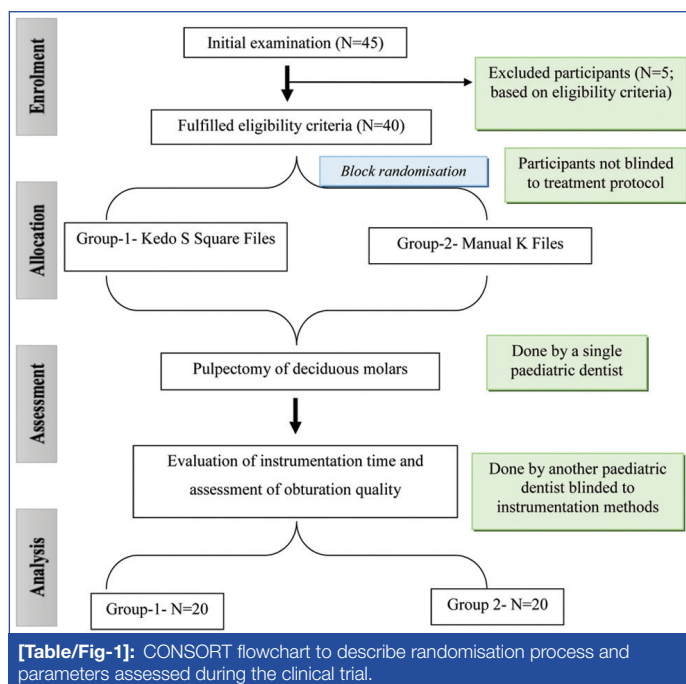 Enrolment
Initial examination (N=45)
Excluded participants (N=5;
based on eligibility criteria)
Fulfilled eligibility criteria (N=40)
Allocation
Block randomisation
Participants not blinded
to treatment protocol
Group-1- Kedo S Square Files
Group-2- Manual K Files
Assessment
Pulpectomy of deciduous molars
Done by a single
paediatric dentist
Evaluation of instrumentation time and
assessment of obturation quality
Done by another paediatric
dentist blinded to
instrumentation methods
Analysis
Group-1- N=20
Group 2- N=20
[Table/Fig-1]: CONSORT flowchart to describe randomisation process and
parameters assessed during the clinical trial.